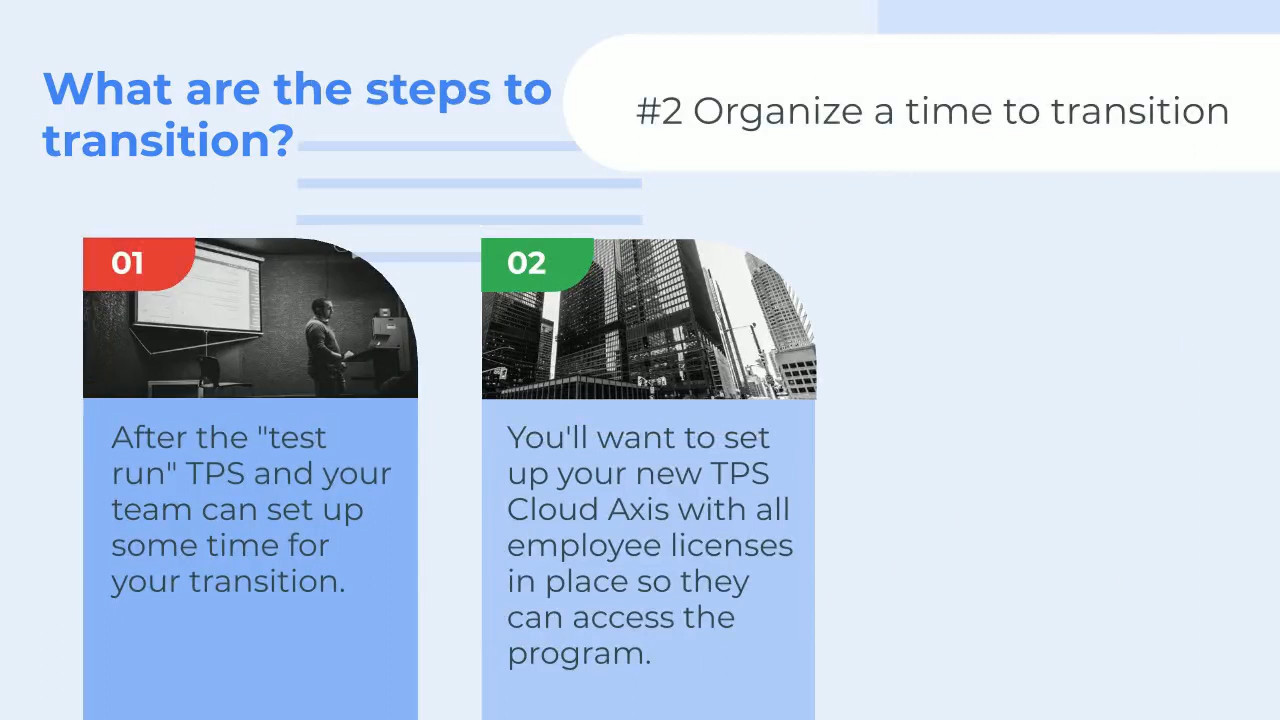 What are the steps to
transition?
#2 Organize a time to transition
01
After the "test
run" TPS and your
team can set up
some time for
your transition.
02
You'll want to set
up your new TPS
Cloud Axis with all
employee licenses
in place so they
can access the
program.